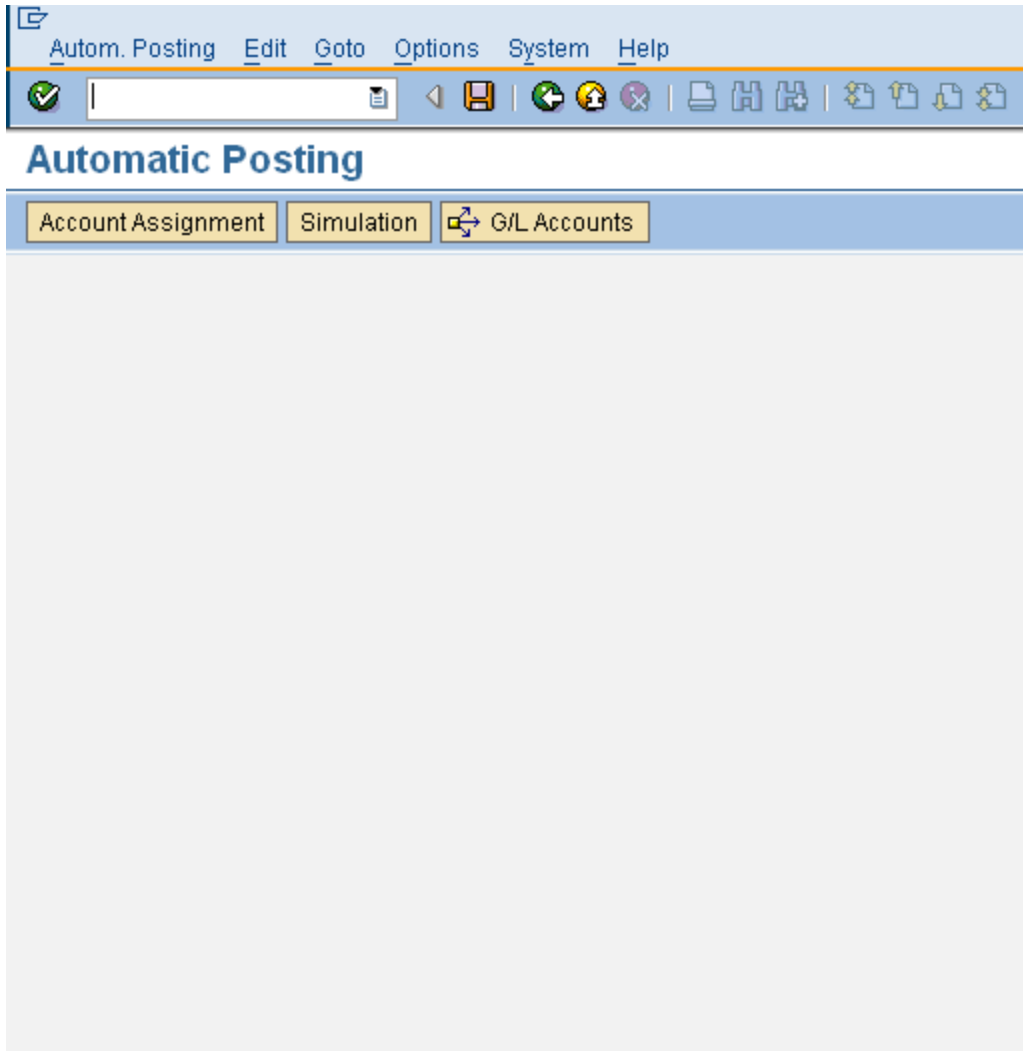 Autom. Posting Edit Goto Options System Help
Automatic Posting
Account Assignment Simulation G/L Accounts